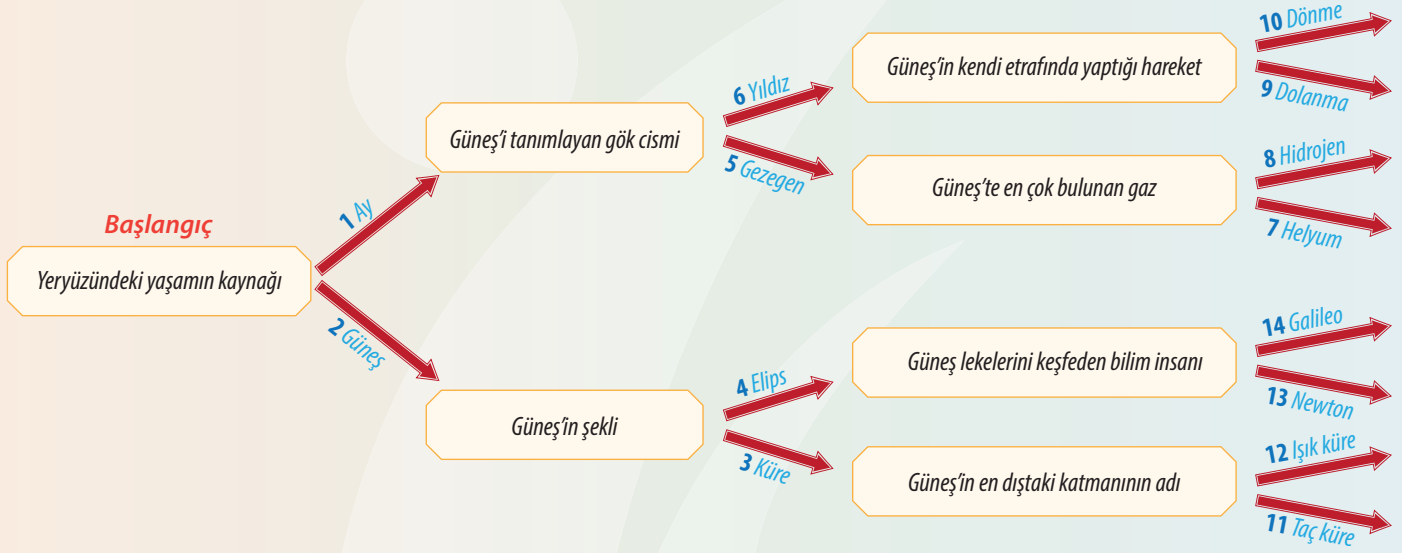 Başlangıç
Yeryüzündeki yaşamın kaynağı
1 Ay
2 Güneş
Güneş'i tanımlayan gök cismi
6 Yıldız
5 Gezegen
Güneş'in kendi etrafında yaptığı hareket
10 Dönme
9 Dolanma
Güneş'te en çok bulunan gaz
8 Hidrojen
7 Helyum
Güneş'in şekli
4 Elips
3 Küre
Güneş lekelerini keşfeden bilim insanı
14 Galileo
13 Newton
Güneş'in en dıştaki katmanının adı
12 Işık küre
11 Taç küre